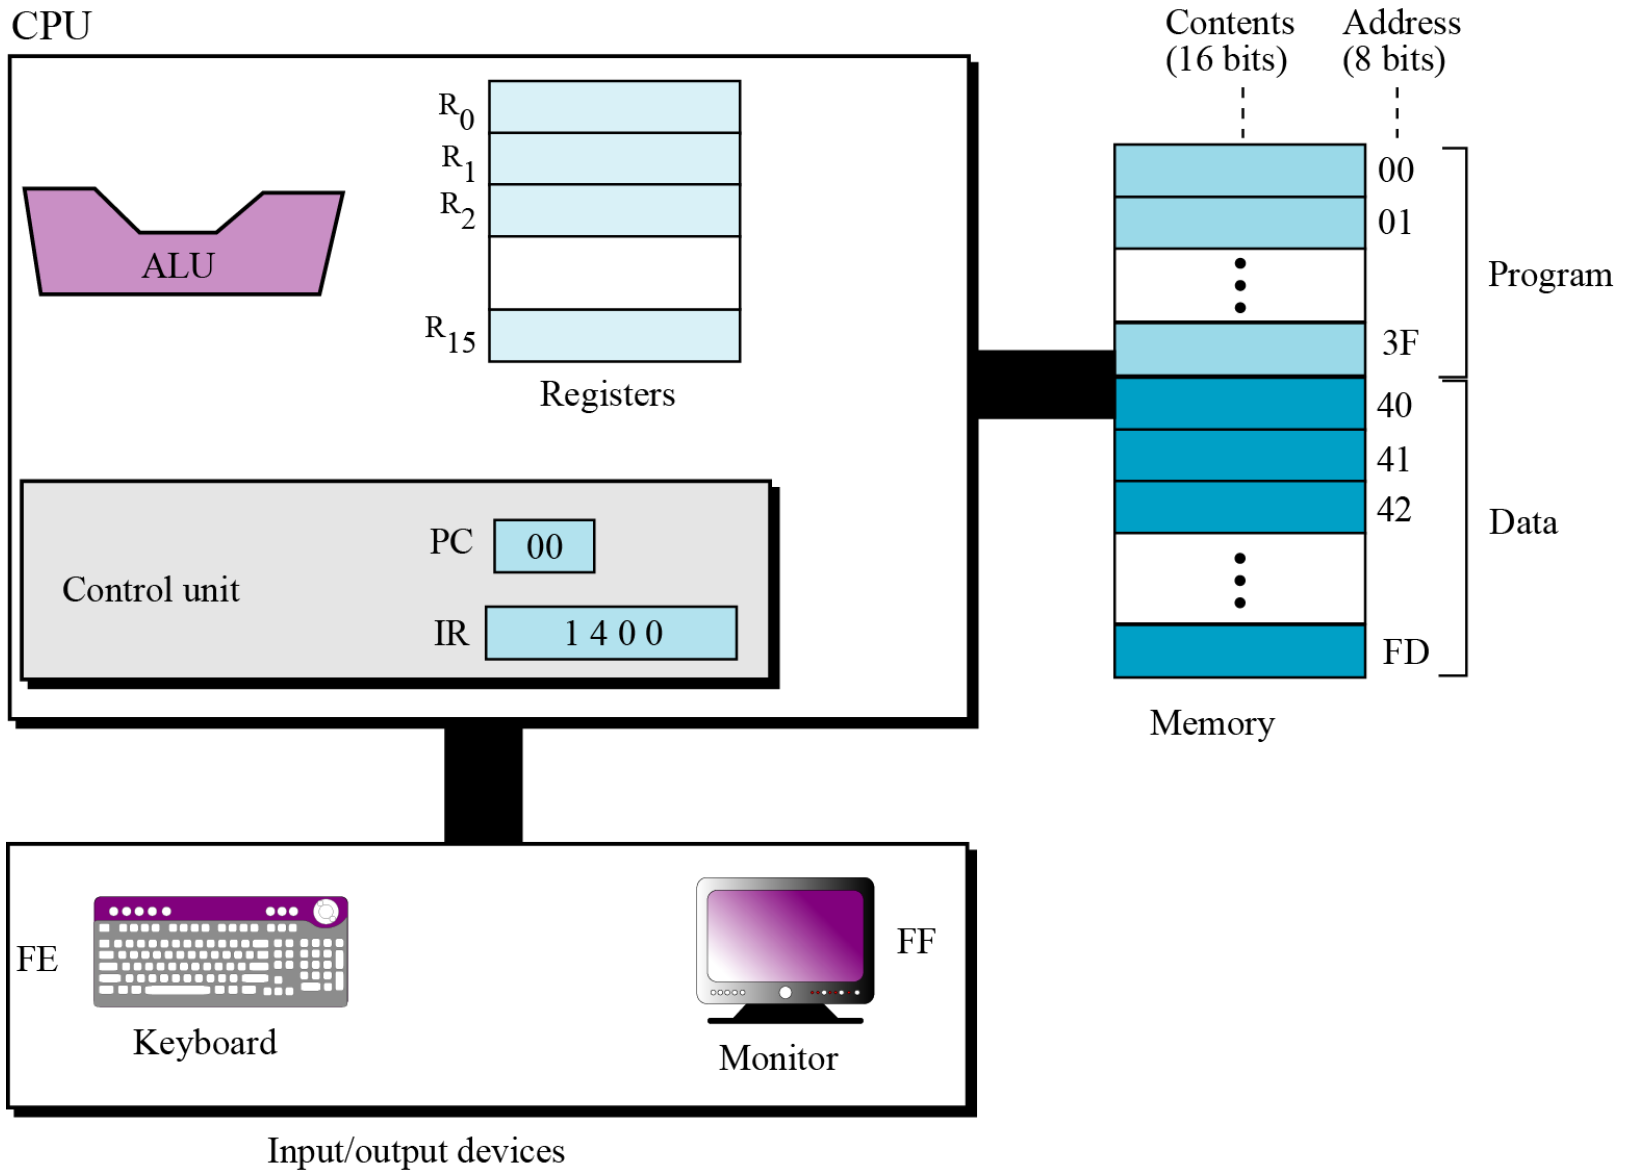 CPU
Contents
(16 bits)
Address
(8 bits)
R0
R1
R2
R15
Registers
ALU
Control unit
PC
00
IR
1 4 0 0
00
01
3F
40
41
42
FD
Program
Data
Memory
FE
Keyboard
FF
Monitor
Input/output devices